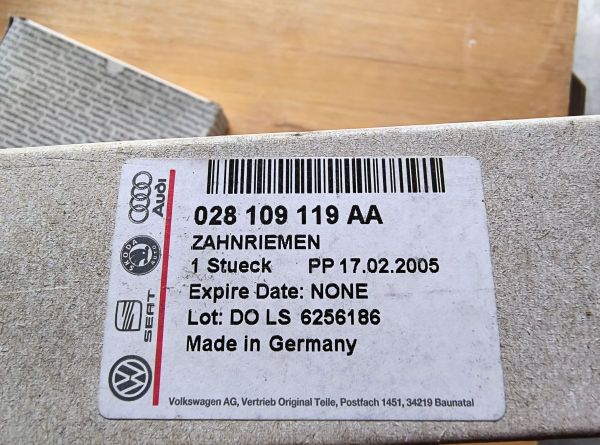 Audi
028 109 119 AA
ZAHNRIEMEN
1 Stueck PP 17.02.2005
SKODA
Expire Date: NONE
SEAT
Lot: DO LS 6256186
Made in Germany
Volkswagen AG, Vertrieb Original Teile, Postfach 1451, 34219 Baunatal